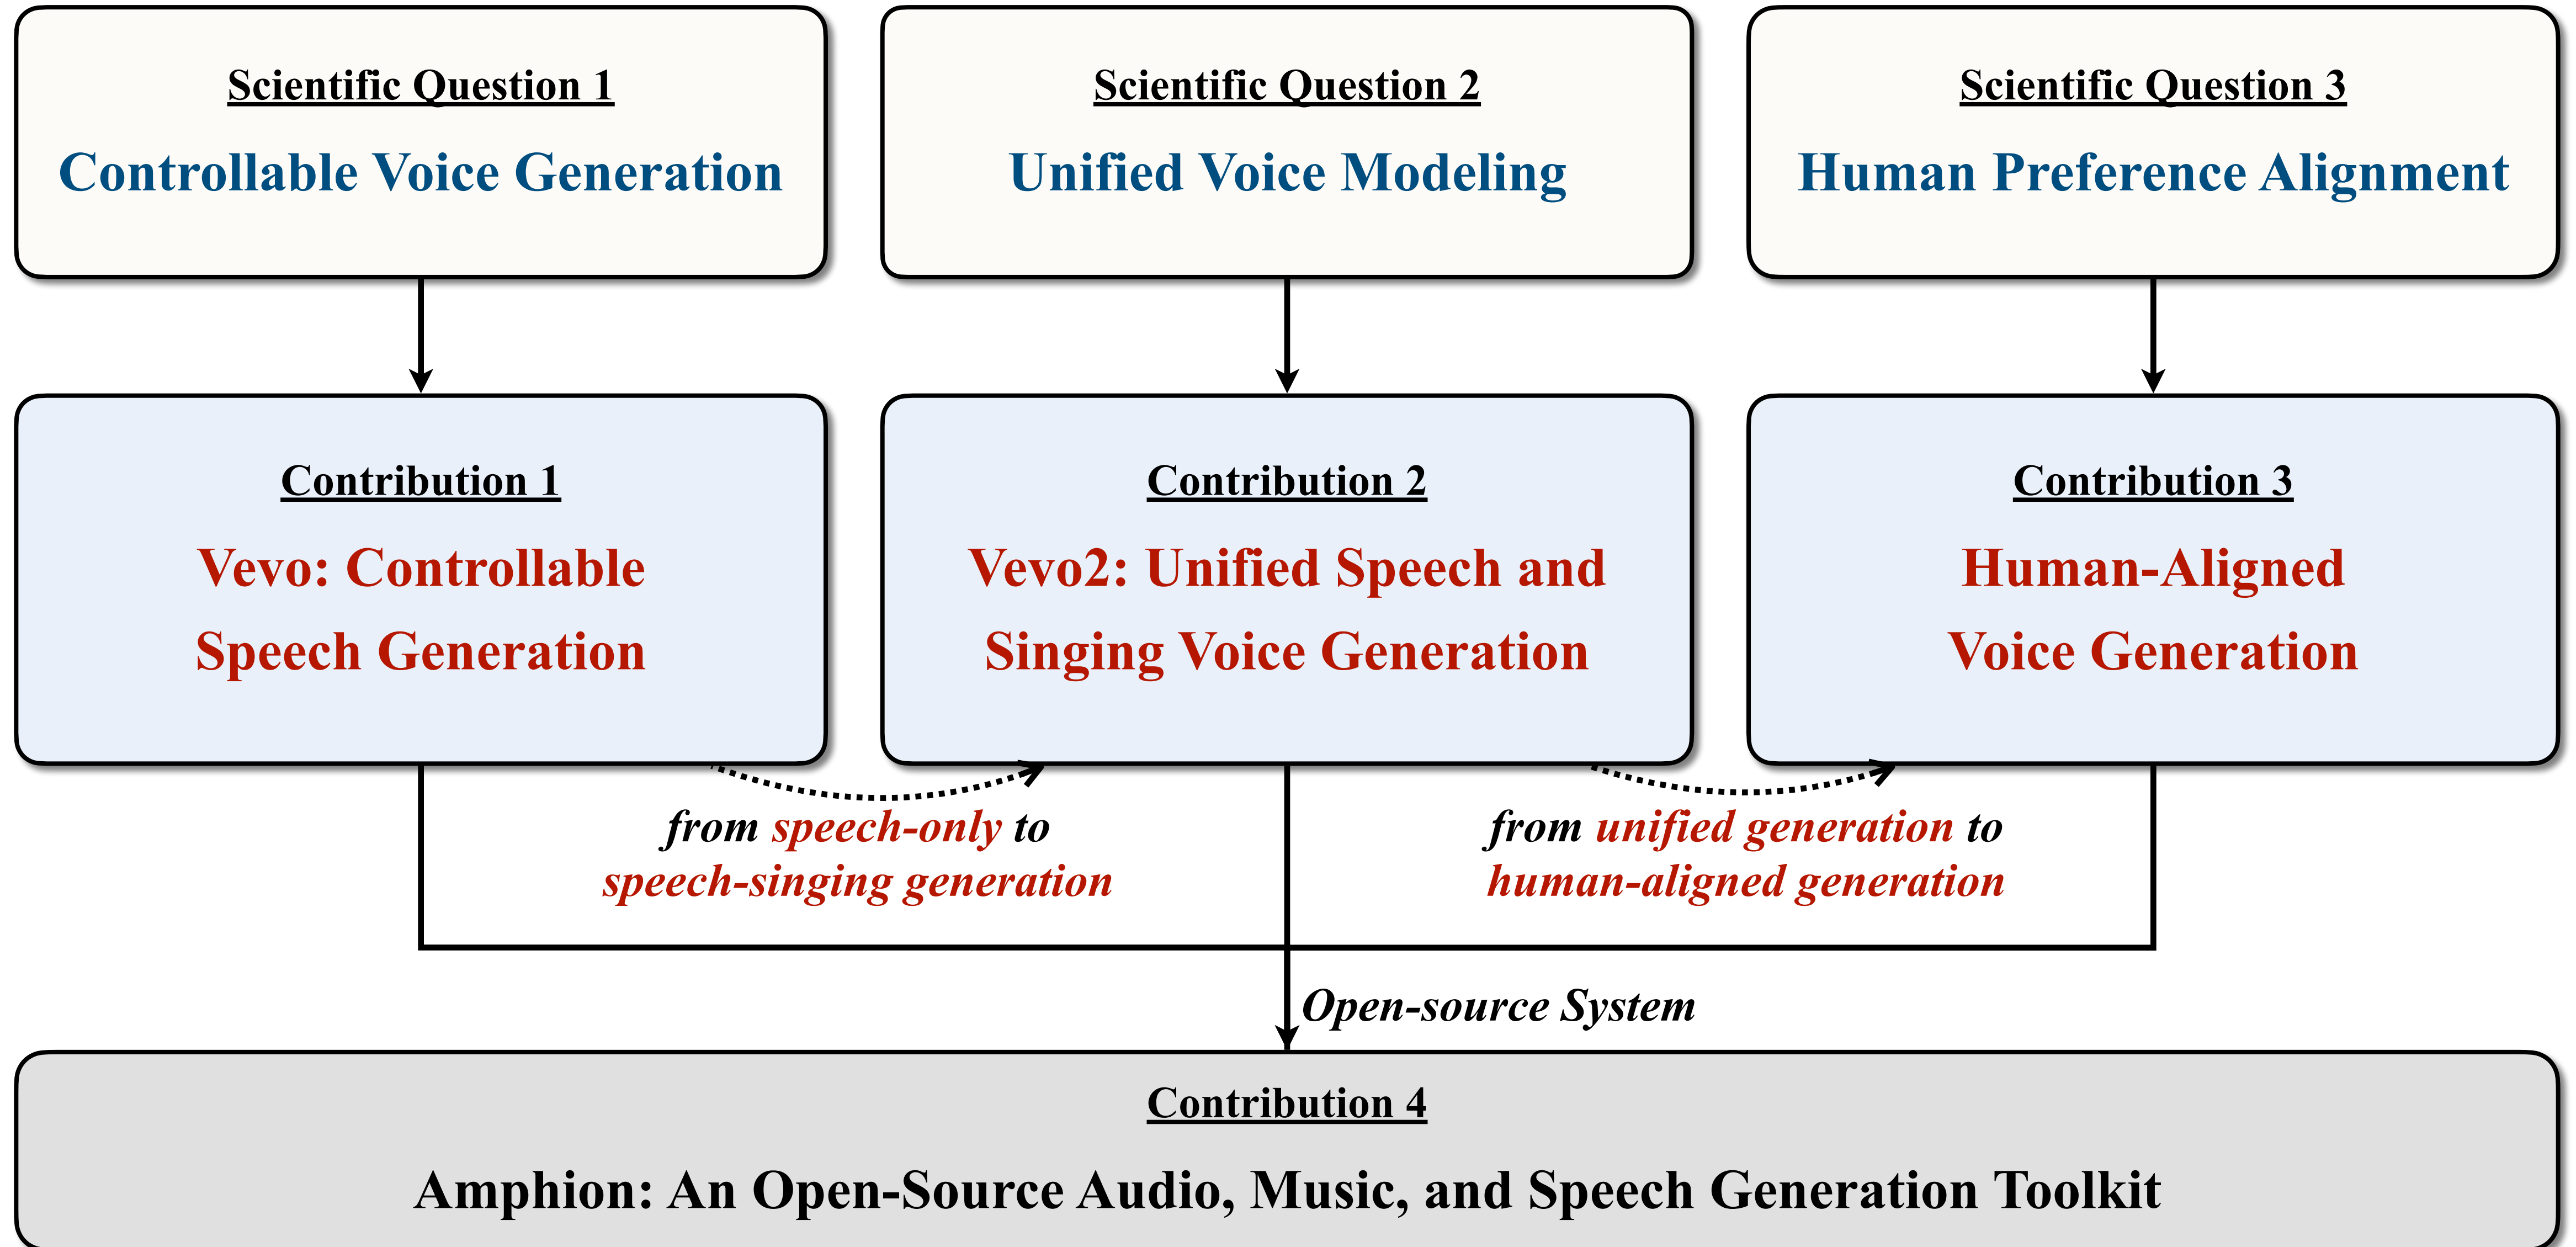 Scientific Question 1
Controllable Voice Generation
Scientific Question 2
Unified Voice Modeling
Scientific Question 3
Human Preference Alignment
Contribution 1
Vevo: Controllable
Speech Generation
Contribution 2
Vevo2: Unified Speech and
Singing Voice Generation
Contribution 3
Human-Aligned
Voice Generation
from speech-only to
speech-singing generation
from unified generation to
human-aligned generation
Open-source System
Contribution 4
Amphion: An Open-Source Audio, Music, and Speech Generation Toolkit